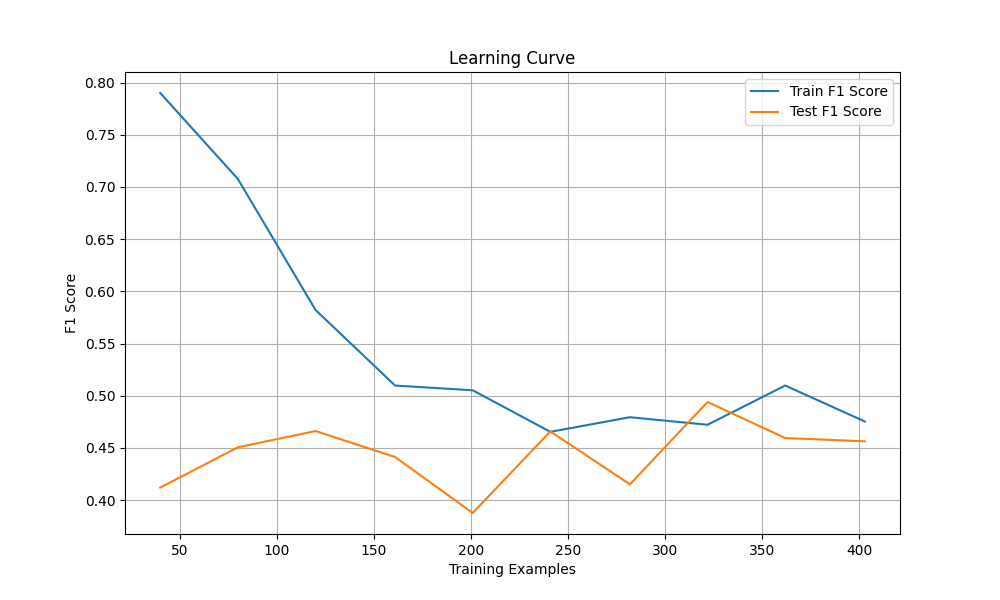 Learning Curve
Train F1 Score
Test F1 Score
F1 Score
0.80
0.75
0.70
0.65
0.60
0.55
0.50
0.45
0.40
50 100 150 200 250 300 350 400
Training Examples